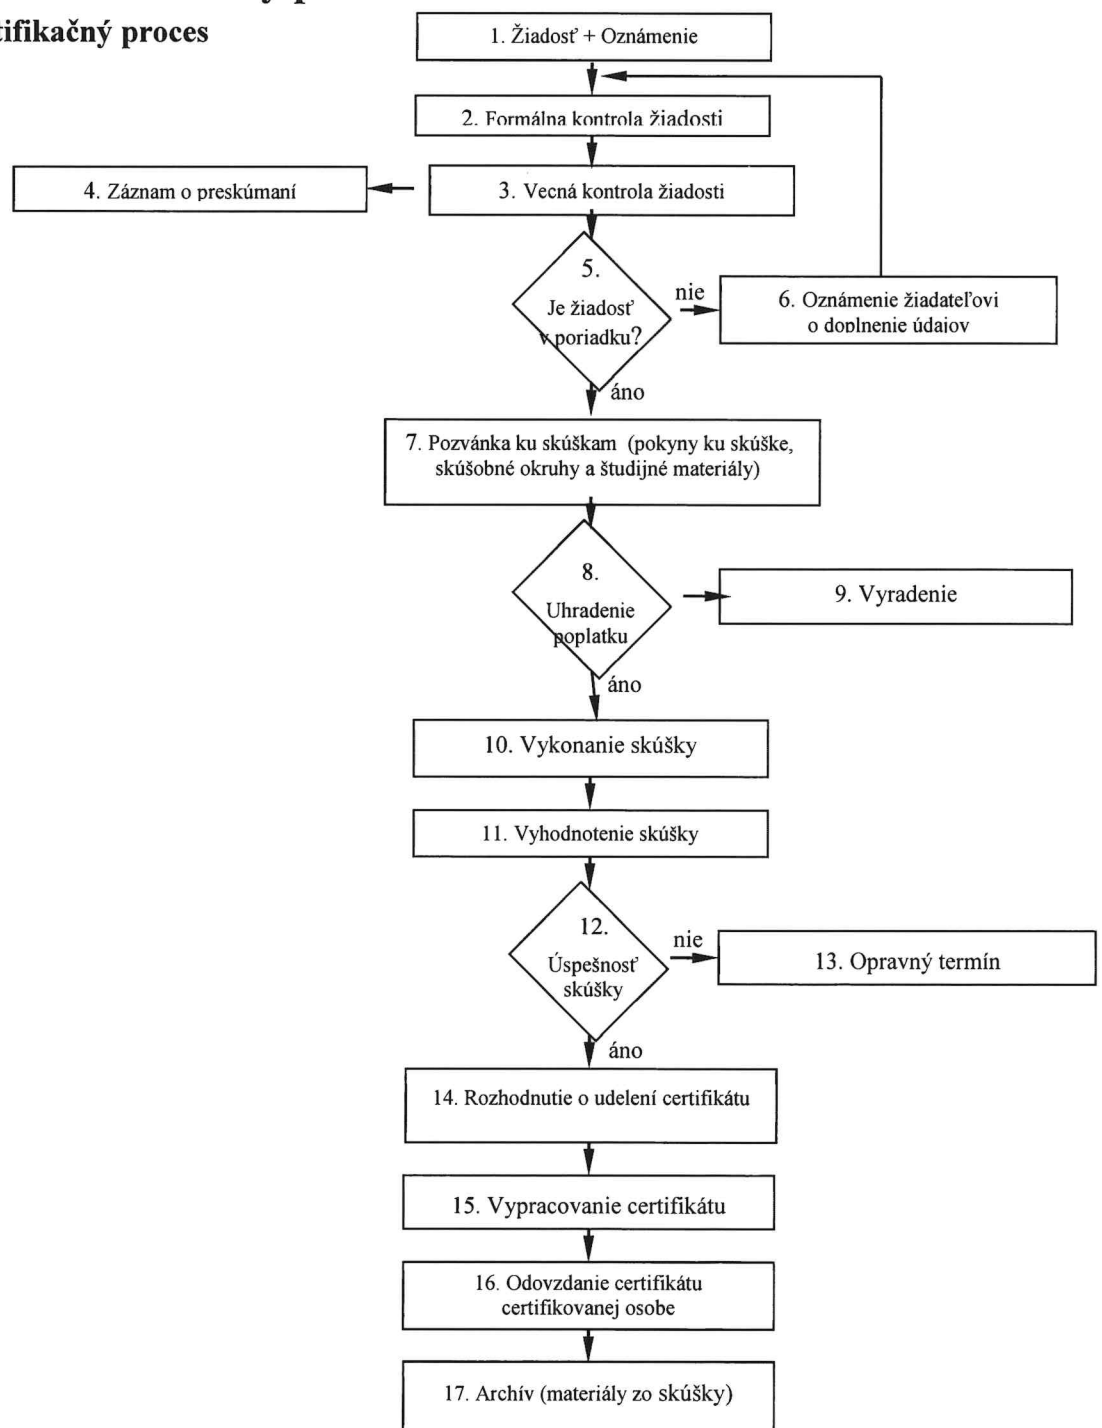 tifikačný proces
1. Žiadosť + Oznámenie
2. Formálna kontrola žiadosti
3. Vecná kontrola žiadosti
4. Záznam o preskúmaní
5.
Je žiadosť
v poriadku?
nie
6. Oznámenie žiadateľovi
o doplnenie údajov
áno
7. Pozvánka ku skúškam (pokyny ku skúške,
skúšobné okruhy a študijné materiály)
8.
Uhradenie
poplatku
9. Vyradenie
áno
10. Vykonanie skúšky
11. Vyhodnotenie skúšky
12.
Úspešnosť
skúšky
nie
13. Opravný termín
áno
14. Rozhodnutie o udelení certifikátu
15. Vypracovanie certifikátu
16. Odovzdanie certifikátu
certifikovanej osobe
17. Archív (materiály zo skúšky)